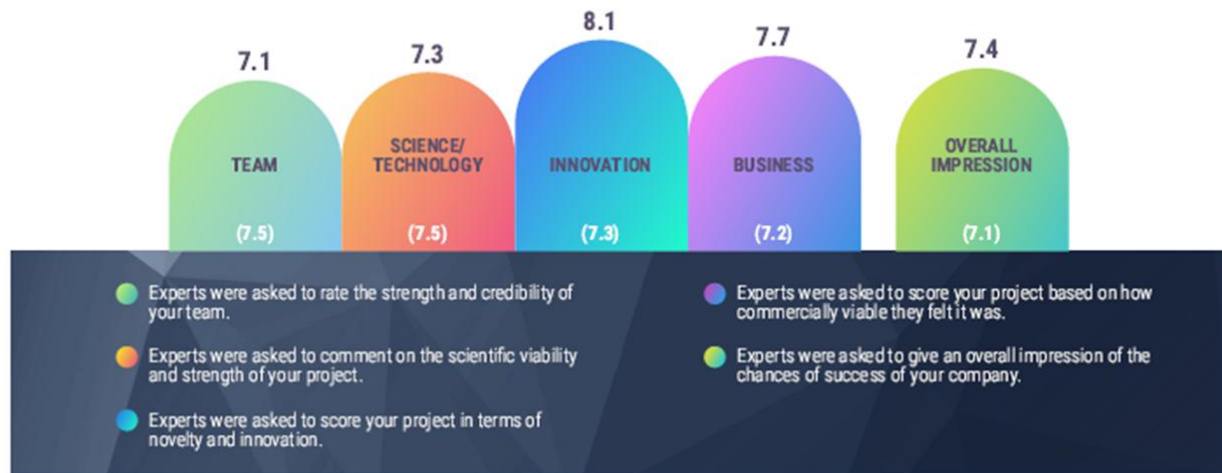 7.1
7.3
8.1
7.7
7.4
TEAM
SCIENCE/
TECHNOLOGY
INNOVATION
BUSINESS
OVERALL
IMPRESSION
(7.5)
(7.5)
(7.3)
(7.2)
(7.1)
Experts were asked to rate the strength and credibility of
your team.
Experts were asked to comment on the scientific viability
and strength of your project.
Experts were asked to score your project in terms of
novelty and innovation.
Experts were asked to score your project based on how
commercially viable they felt it was.
Experts were asked to give an overall impression of the
chances of success of your company.